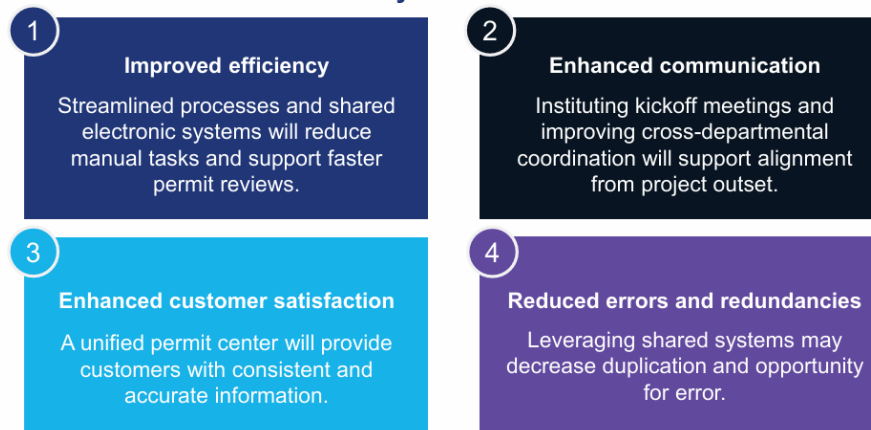 1
Improved efficiency
Streamlined processes and shared
electronic systems will reduce
manual tasks and support faster
permit reviews.
2
Enhanced communication
Instituting kickoff meetings and
improving cross-departmental
coordination will support alignment
from project outset.
3
Enhanced customer satisfaction
A unified permit center will provide
customers with consistent and
accurate information.
4
Reduced errors and redundancies
Leveraging shared systems may
decrease duplication and opportunity
for error.